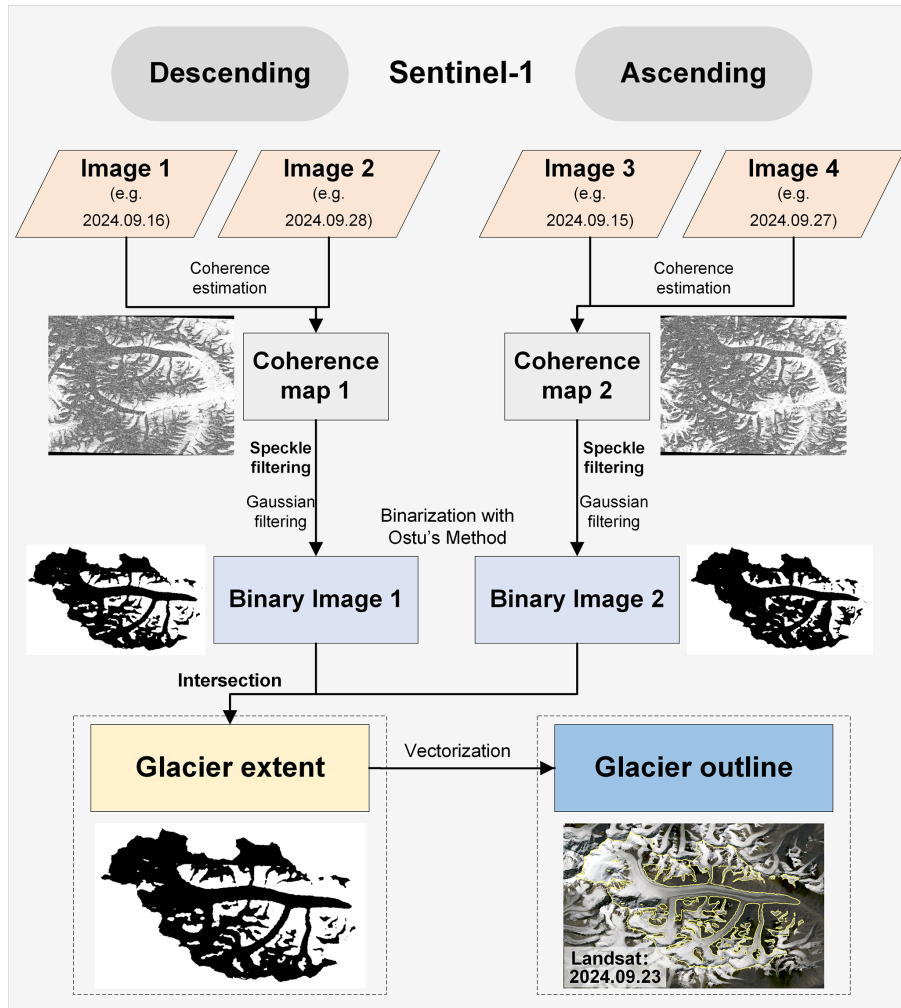 Descending
Sentinel-1
Ascending
Image 1
(e.g.
2024.09.16)
Image 2
(e.g.
2024.09.28)
Image 3
(e.g.
2024.09.15)
Image 4
(e.g.
2024.09.27)
Coherence
estimation
Coherence
estimation
Coherence
map 1
Coherence
map 2
Speckle
filtering
Gaussian
filtering
Speckle
filtering
Gaussian
filtering
Binarization with
Ostu's Method
Binary Image 1
Binary Image 2
Intersection
Glacier extent
Vectorization
Glacier outline
Landsat:
2024.09.23